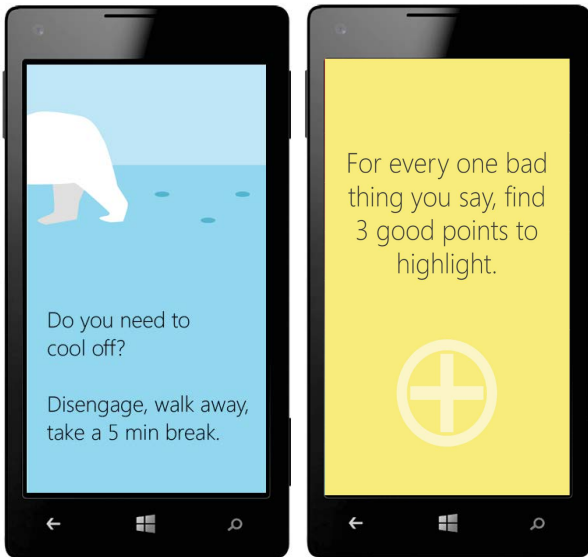 Do you need to
cool off?
Disengage, walk away,
take a 5 min break.
For every one bad
thing you say, find
3 good points to
highlight.